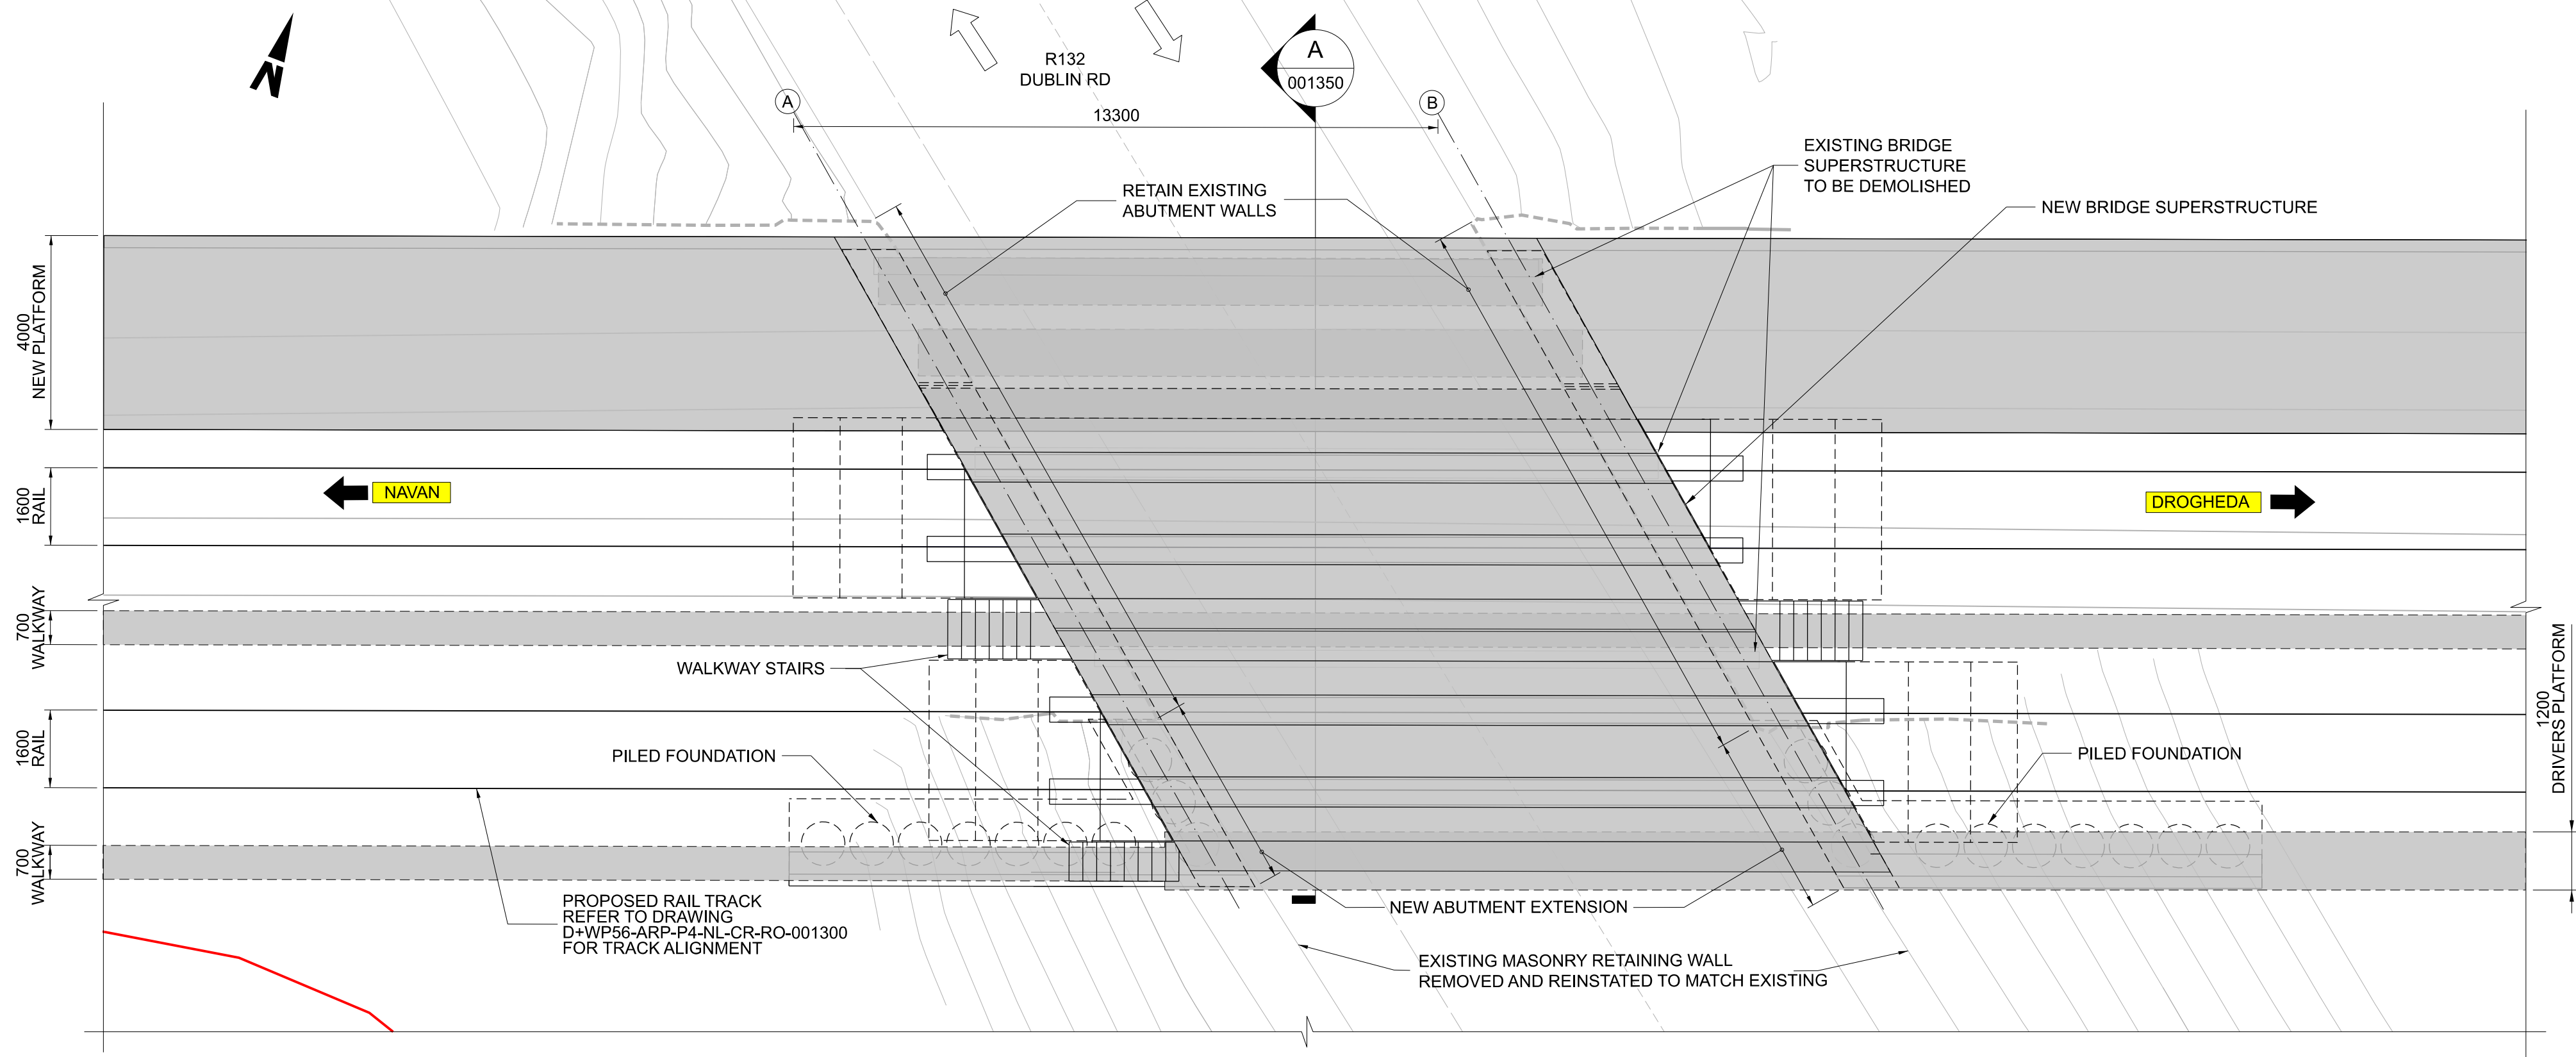 N
R132
DUBLIN RD
A
001350
A
B
13300
EXISTING BRIDGE
SUPERSTRUCTURE
TO BE DEMOLISHED
RETAIN EXISTING
ABUTMENT WALLS
NEW BRIDGE SUPERSTRUCTURE
4000
NEW PLATFORM
1600
RAIL
NAVAN
DROGHEDA
700
WALKWAY
WALKWAY STAIRS
1600
RAIL
PILED FOUNDATION
PILED FOUNDATION
1200
DRIVERS PLATFORM
700
WALKWAY
PROPOSED RAIL TRACK
REFER TO DRAWING
D+WP56-ARP-P4-NL-CR-RO-001300
FOR TRACK ALIGNMENT
NEW ABUTMENT EXTENSION
EXISTING MASONRY RETAINING WALL
REMOVED AND REINSTATED TO MATCH EXISTING